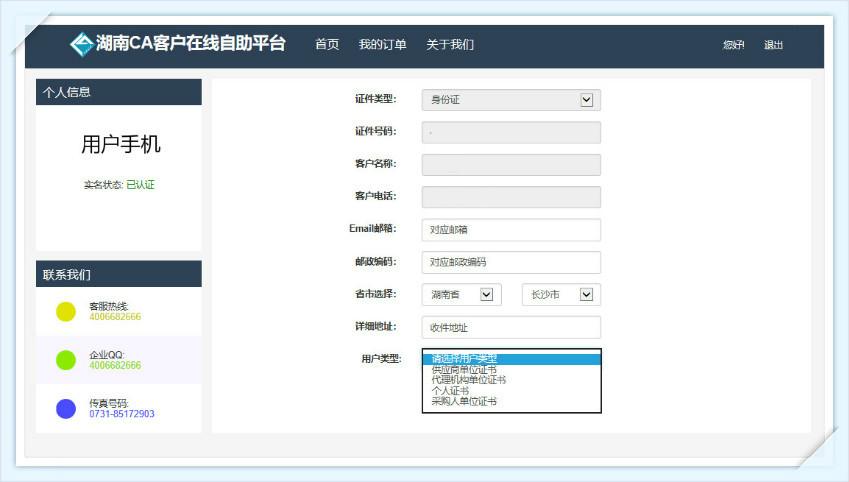 湖南CA客户在线自助平台 首页 我的订单 关于我们 您好! 退出
个人信息
用户手机
实名状态: 已认证
联系我们
客服热线:
4006682666
企业QQ:
4006682666
传真号码:
0731-85172903
证件类型: 身份证
证件号码: -
客户名称:
客户电话:
Email邮箱: 对应邮箱
邮政编码: 对应邮政编码
省市选择: 湖南省 长沙市
详细地址: 收件地址
用户类型: 请选择用户类型
供应商单位证书
代理机构单位证书
个人证书
采购人单位证书